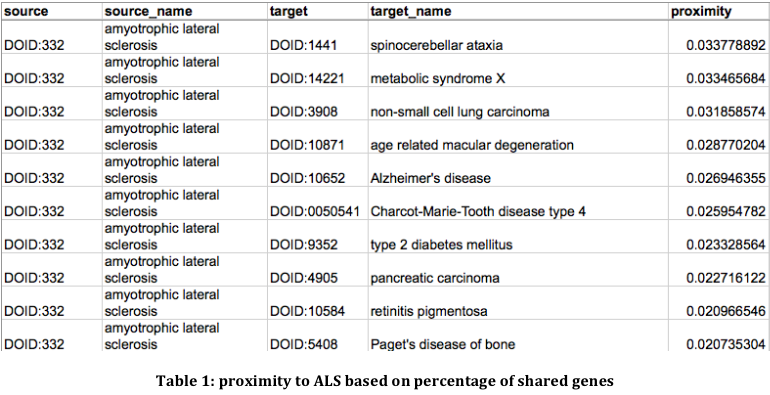 source source_name target target_name proximity
amyotrophic lateral
DOID:332 sclerosis DOID:1441 spinocerebellar ataxia 0.033778892
amyotrophic lateral
DOID:332 sclerosis DOID:14221 metabolic syndrome X 0.033465684
amyotrophic lateral
DOID:332 sclerosis DOID:3908 non-small cell lung carcinoma 0.031858574
amyotrophic lateral
DOID:332 sclerosis DOID:10871 age related macular degeneration 0.028770204
amyotrophic lateral
DOID:332 sclerosis DOID:10652 Alzheimer's disease 0.026946355
amyotrophic lateral
DOID:332 sclerosis DOID:0050541 Charcot-Marie-Tooth disease type 4 0.025954782
amyotrophic lateral
DOID:332 sclerosis DOID:9352 type 2 diabetes mellitus 0.023328564
amyotrophic lateral
DOID:332 sclerosis DOID:4905 pancreatic carcinoma 0.022716122
amyotrophic lateral
DOID:332 sclerosis DOID:10584 retinitis pigmentosa 0.020966546
amyotrophic lateral
DOID:332 sclerosis DOID:5408 Paget's disease of bone 0.020735304
Table 1: proximity to ALS based on percentage of shared genes